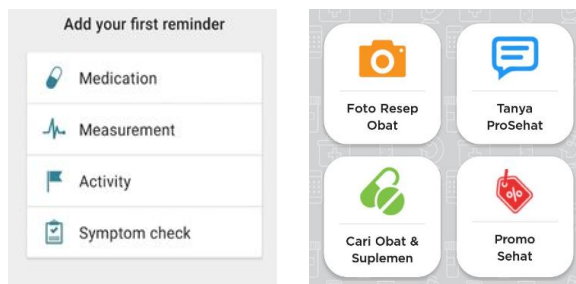 Add your first reminder
Medication
Measurement
Activity
Symptom check
Foto Resep
Obat
Tanya
ProSehat
Cari Obat &
Suplemen
%
Promo
Sehat